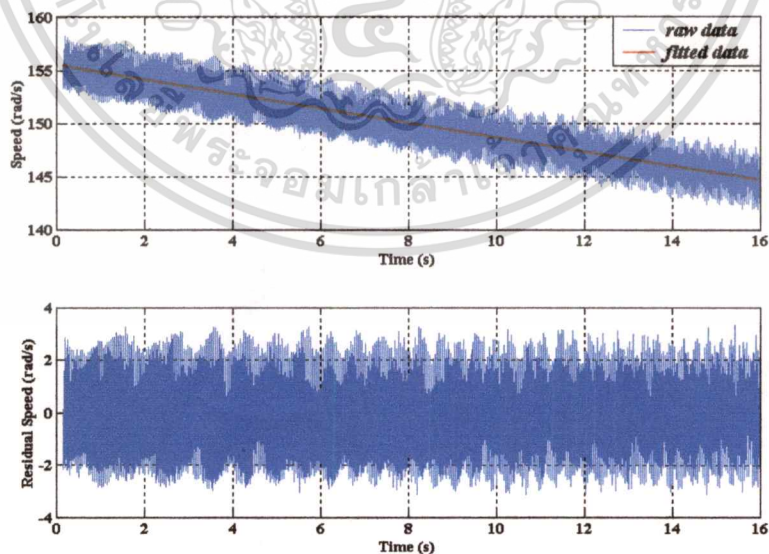 160
155
150
145
140
Speed (rad/s)
raw data
fitted data
0 2 4 6 8 10 12 14 16
Time (s)
4
2
0
-2
-4
Residual Speed (rad/s)
0 2 4 6 8 10 12 14 16
Time (s)